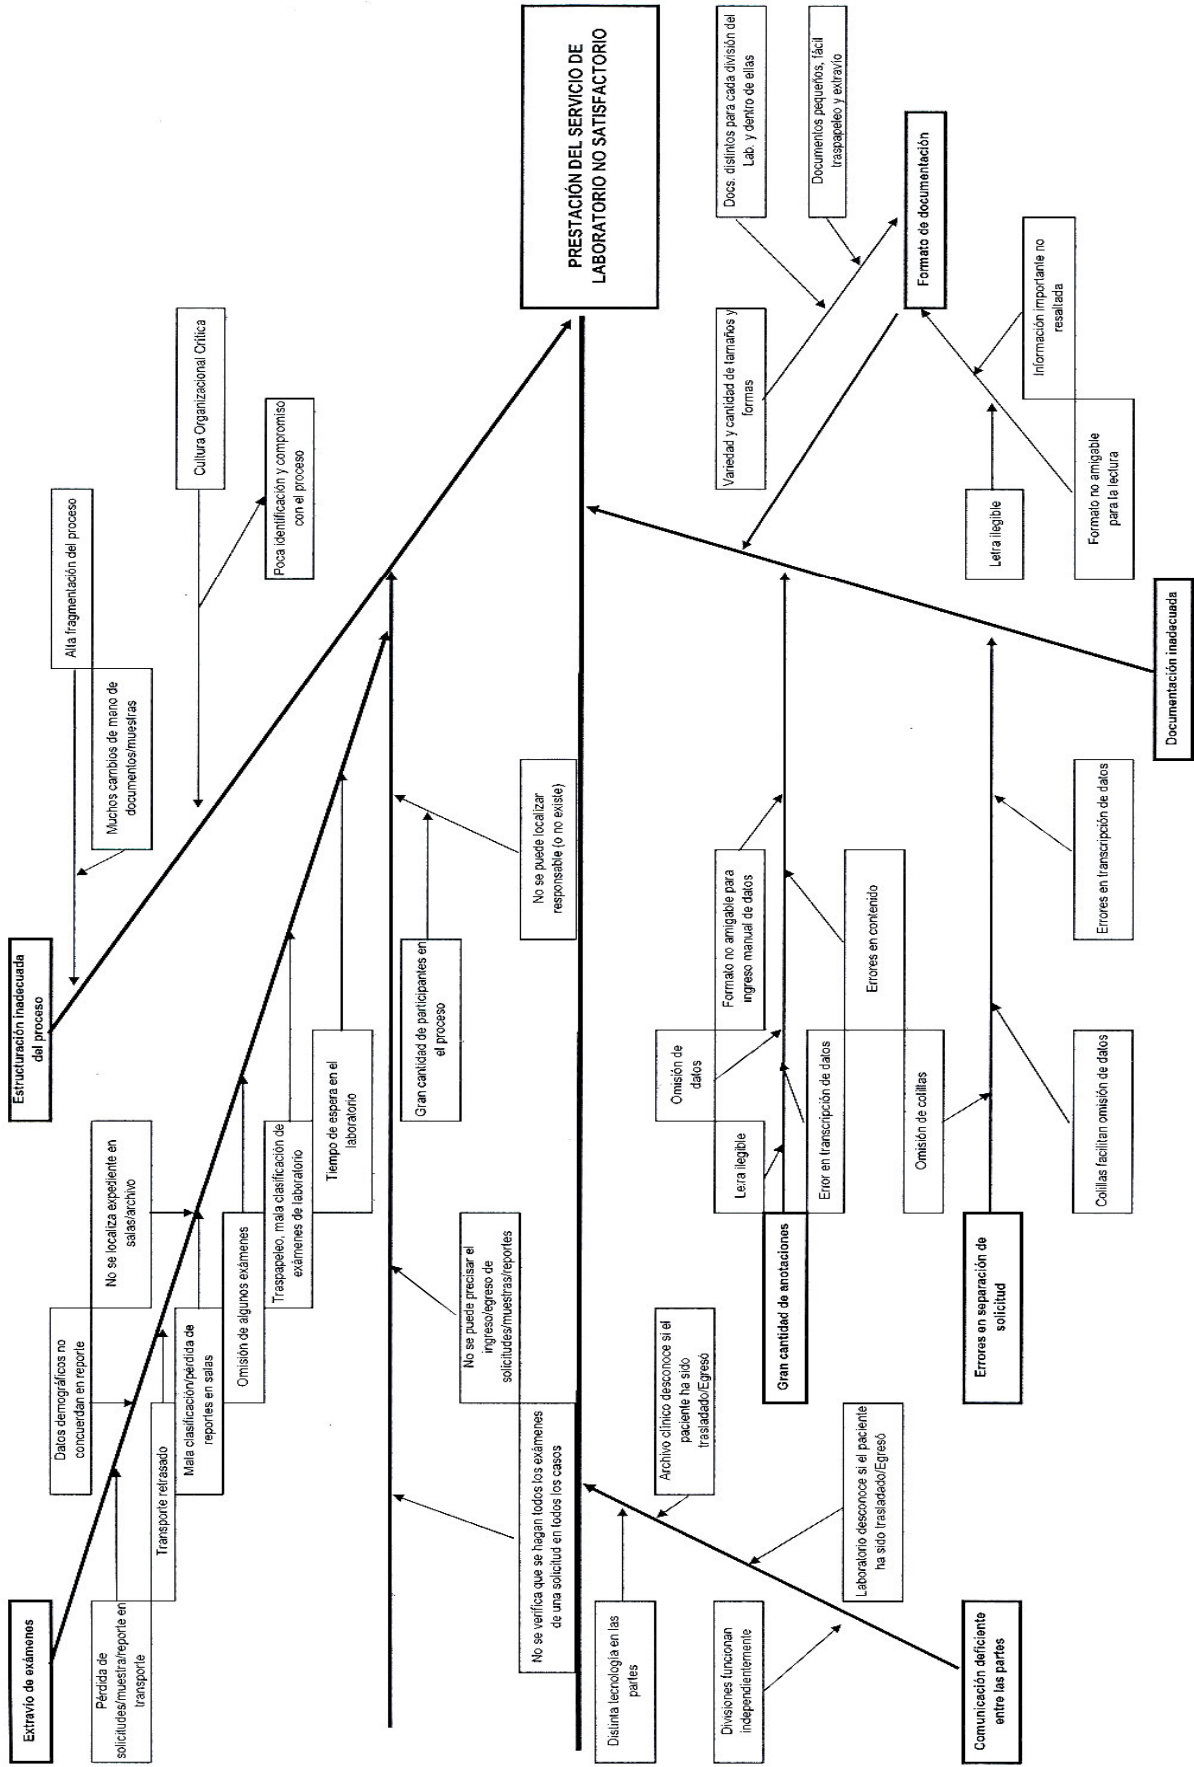 Extravío de exámenes
Pérdida de
solicitudes/muestra/reporte en
transporte
Datos demográficos no
concuerdan en reporte
Transporte retrasado
No se localiza expediente en
salas/archivo
Mala clasificación/pérdida de
reportes en salas
Omisión de algunos exámenes
Traspapeleo, mala clasificación de
exámenes de laboratorio
Tiempo de espera en el
laboratorio
Estructuración inadecuada
del proceso
Alta fragmentación del proceso
Muchos cambios de mano de
documentos/muestras
Cultura Organizacional Crítica
Poca identificación y compromiso
con el proceso
No se verifica que se hagan todos los exámenes
de una solicitud en todos los casos
No se puede precisar el
ingreso/egreso de
solicitudes/muestras/reportes
Gran cantidad de participantes en
el proceso
No se puede localizar
responsable (o no existe)
PRESTACIÓN DEL SERVICIO DE
LABORATORIO NO SATISFACTORIO
Distinta tecnología en las
partes
Archivo clínico desconoce si el
paciente ha sido
trasladado/Egresó
Divisiones funcionan
independientemente
Laboratorio desconoce si el paciente
ha sido trasladado/Egresó
Comunicación deficiente
entre las partes
Omisión de
datos
Letra ilegible
Formato no amigable para
ingreso manual de datos
Gran cantidad de anotaciones
Error en transcripción de datos
Errores en contenido
Omisión de colillas
Errores en separación de
solicitud
Colillas facilitan omisión de datos
Errores en transcripción de datos
Documentación inadecuada
Variedad y cantidad de tamaños y
formas
Docs. distintos para cada división del
Lab. y dentro de ellas
Documentos pequeños, fácil
traspapeleo y extravío
Formato de documentación
Letra ilegible
Información importante no
resaltada
Formato no amigable
para la lectura